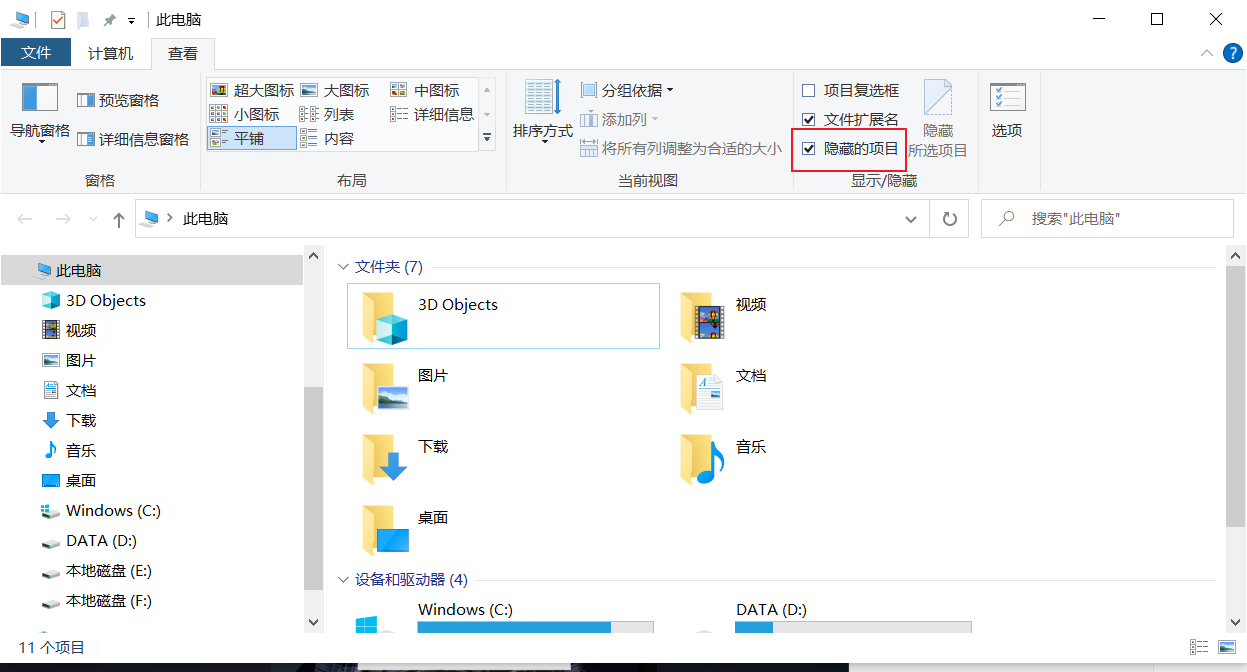 此电脑
文件 计算机 查看
导航窗格
预览窗格
详细信息窗格
窗格
超大图标 大图标 中图标
小图标 列表 详细信息
平铺 内容
布局
排序方式
分组依据
添加列
将所有列调整为合适的大小
当前视图
项目复选框
文件扩展名
隐藏的项目
隐藏
所选项目
显示/隐藏
选项
此电脑
搜索"此电脑"
此电脑
3D Objects
视频
图片
文档
下载
音乐
桌面
Windows (C:)
DATA (D:)
本地磁盘 (E:)
本地磁盘 (F:)
文件夹 (7)
3D Objects
视频
图片
文档
下载
音乐
桌面
设备和驱动器 (4)
Windows (C:)
DATA (D:)
11 个项目